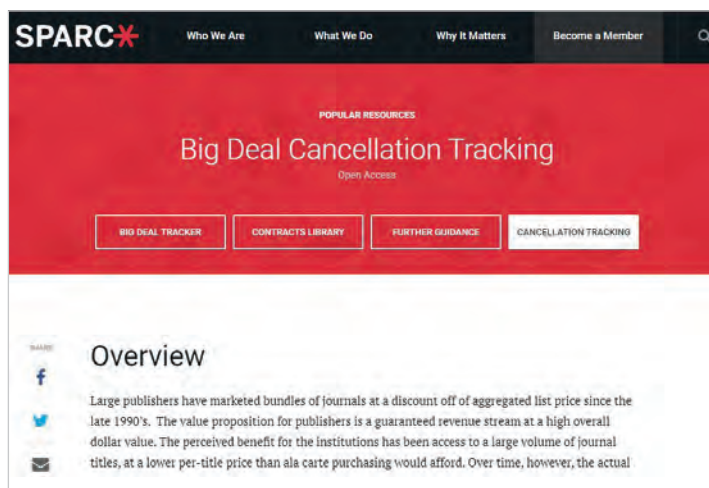 SPARC
Who We Are What We Do Why It Matters Become a Member
POPULAR RESOURCES
Big Deal Cancellation Tracking
Open Access
BIG DEAL TRACKER CONTRACTS LIBRARY FURTHER GUIDANCE CANCELLATION TRACKING
SHARE
Overview
Large publishers have marketed bundles of journals at a discount off of aggregated list price since the
late 1990's. The value proposition for publishers is a guaranteed revenue stream at a high overall
dollar value. The perceived benefit for the institutions has been access to a large volume of journal
titles, at a lower per-title price than ala carte purchasing would afford. Over time, however, the actual